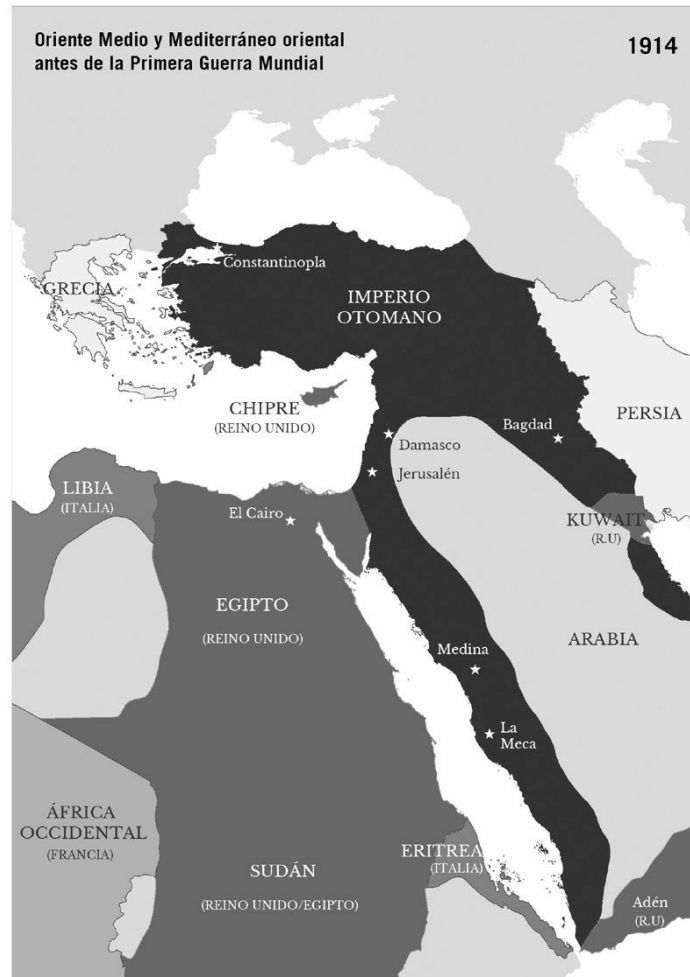 Oriente Medio y Mediterráneo oriental
antes de la Primera Guerra Mundial
1914
Constantinopla
GRECIA
IMPERIO
OTOMANO
CHIPRE
(REINO UNIDO)
PERSIA
Bagdad
Damasco
Jerusalén
LIBIA
(ITALIA)
El Cairo
KUWAIT
(R.U)
EGIPTO
(REINO UNIDO)
ARABIA
Medina
La
Meca
ÁFRICA
OCCIDENTAL
(FRANCIA)
ERITREA
(ITALIA)
SUDÁN
(REINO UNIDO/EGIPTO)
Adén
(R.U)